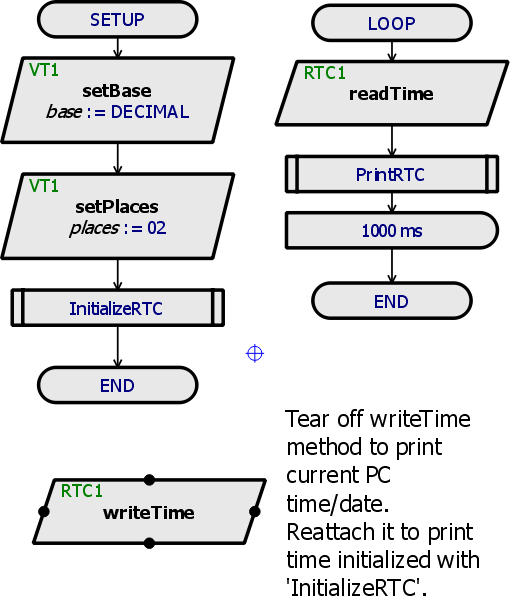 SETUP
VT1
setBase
base := DECIMAL
VT1
setPlaces
places := 02
InitializeRTC
END
LOOP
RTC1
readTime
PrintRTC
1000 ms
END
RTC1
writeTime
Tear off writeTime
method to print
current PC
time/date.
Reattach it to print
time initialized with
'InitializeRTC'.